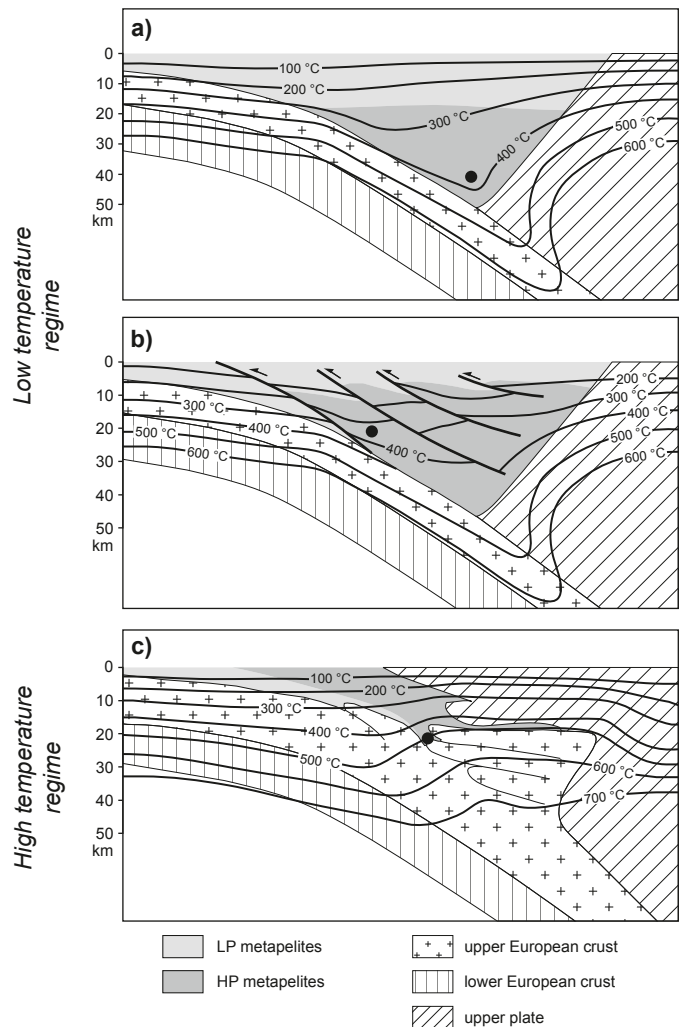 Low temperature
regime
High temperature
regime
a)
0
10
20
30
40
50
km
100 °C
200 °C
300 °C
400 °C
500 °C
600 °C
b)
0
10
20
30
40
50
km
300 °C
400 °C
500 °C
600 °C
400 °C
200 °C
300 °C
400 °C
500 °C
600 °C
c)
0
10
20
30
40
50
km
100 °C
200 °C
300 °C
400 °C
500 °C
600 °C
700 °C
LP metapelites
HP metapelites
upper European crust
lower European crust
upper plate